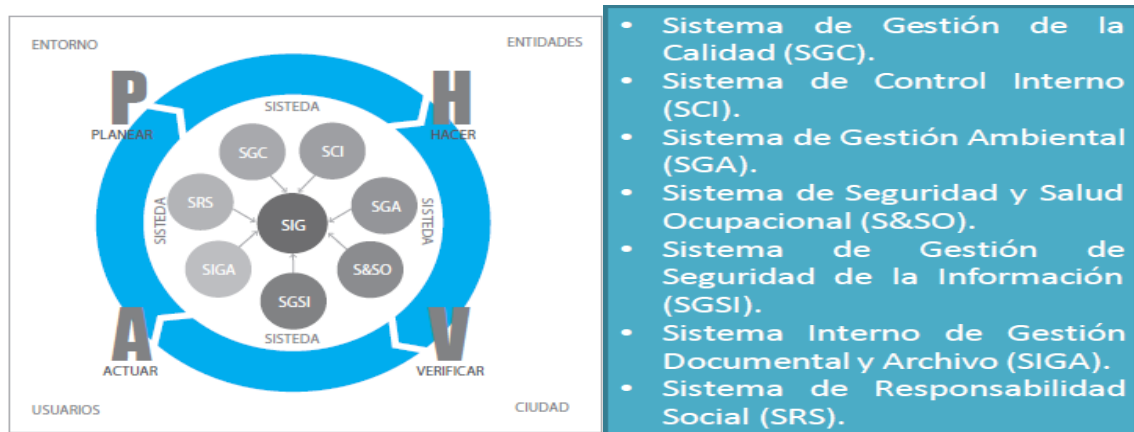 ENTORNO
ENTIDADES
P
PLANEAR
H
HACER
SISTEDA
SGC
SCI
SRS
SGA
SISTEDA
SISTEDA
SIG
SIGA
S&SO
SGSI
SISTEDA
A
ACTUAR
V
VERIFICAR
USUARIOS
CIUDAD
• Sistema de Gestión de la
Calidad (SGC).
• Sistema de Control Interno
(SCI).
• Sistema de Gestión Ambiental
(SGA).
• Sistema de Seguridad y Salud
Ocupacional (S&SO).
• Sistema de Gestión de
Seguridad de la Información
(SGSI).
• Sistema Interno de Gestión
Documental y Archivo (SIGA).
• Sistema de Responsabilidad
Social (SRS).